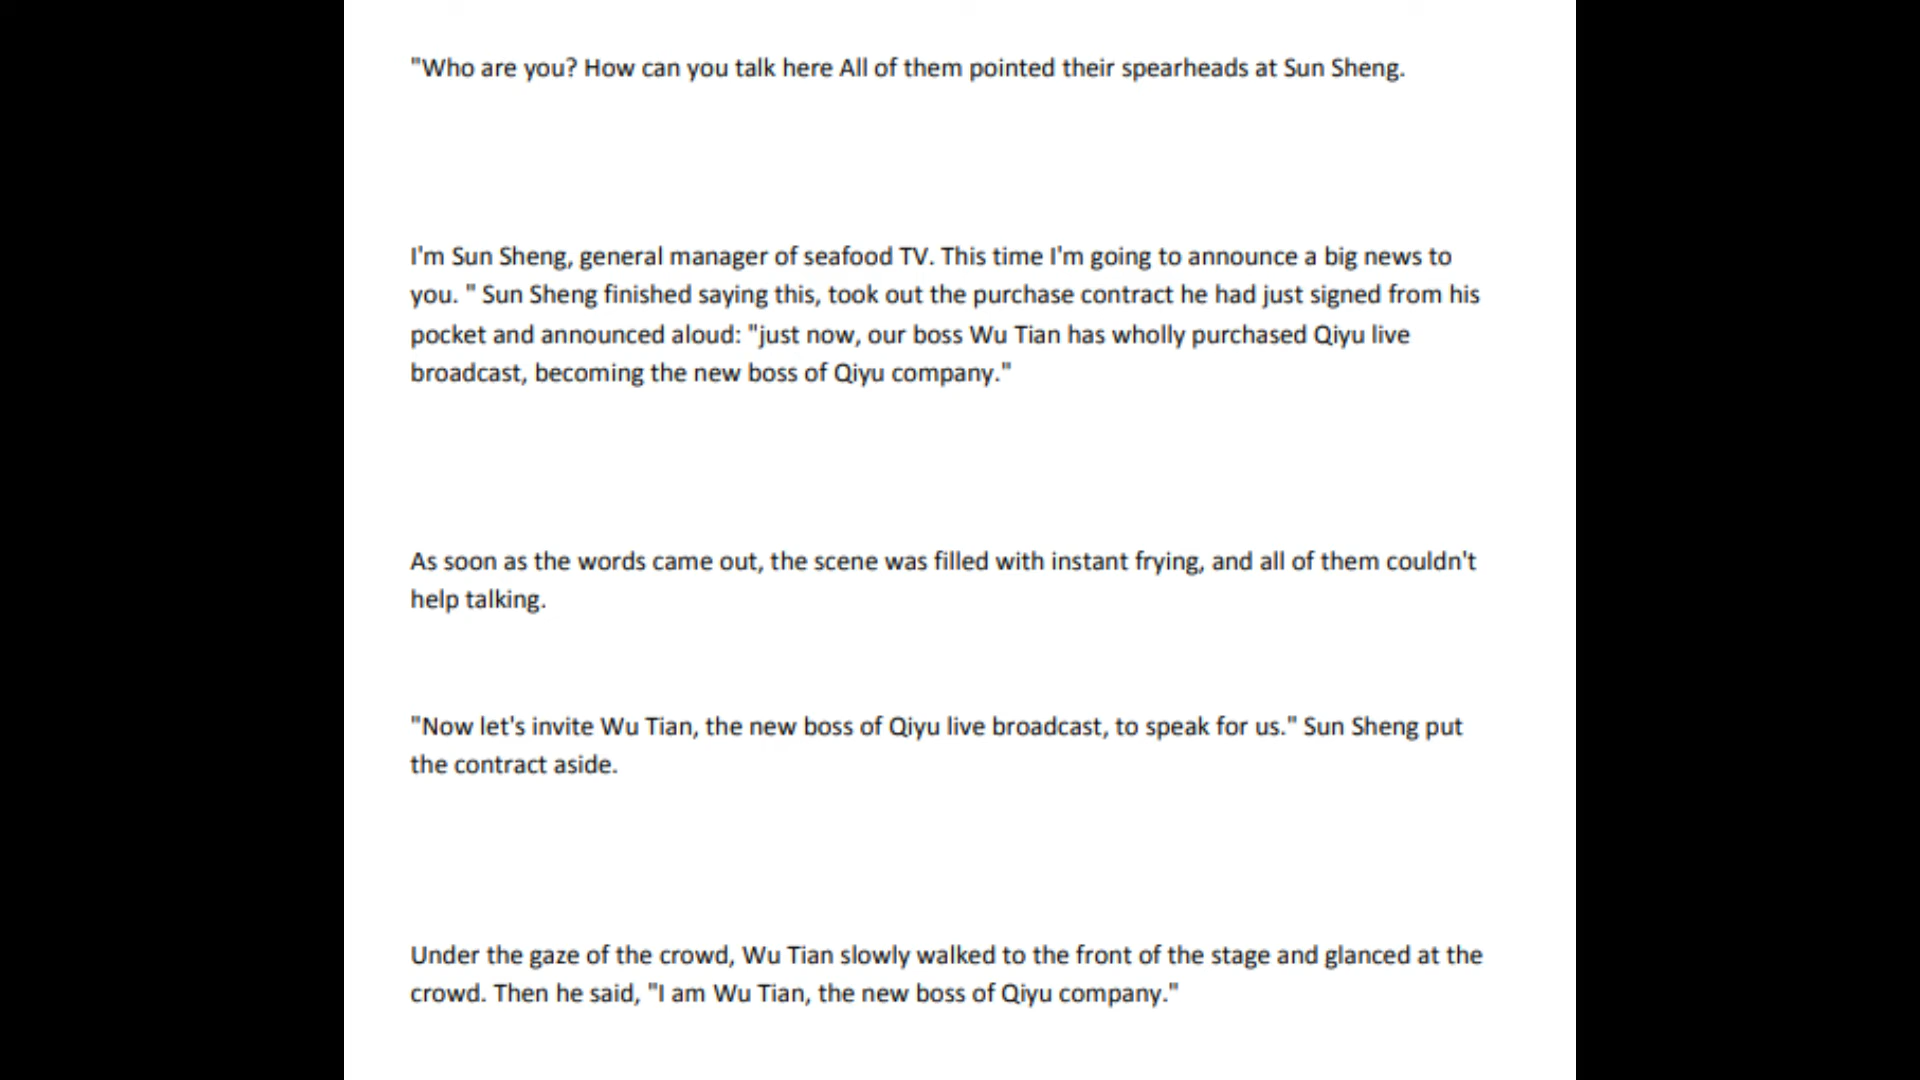 "Who are you? How can you talk here All of them pointed their spearheads at Sun Sheng.
I'm Sun Sheng, general manager of seafood TV. This time I'm going to announce a big news to
you. " Sun Sheng finished saying this, took out the purchase contract he had just signed from his
pocket and announced aloud: "just now, our boss Wu Tian has wholly purchased Qiyu live
broadcast, becoming the new boss of Qiyu company."
As soon as the words came out, the scene was filled with instant frying, and all of them couldn't
help talking.
"Now let's invite Wu Tian, the new boss of Qiyu live broadcast, to speak for us." Sun Sheng put
the contract aside.
Under the gaze of the crowd, Wu Tian slowly walked to the front of the stage and glanced at the
crowd. Then he said, "I am Wu Tian, the new boss of Qiyu company."